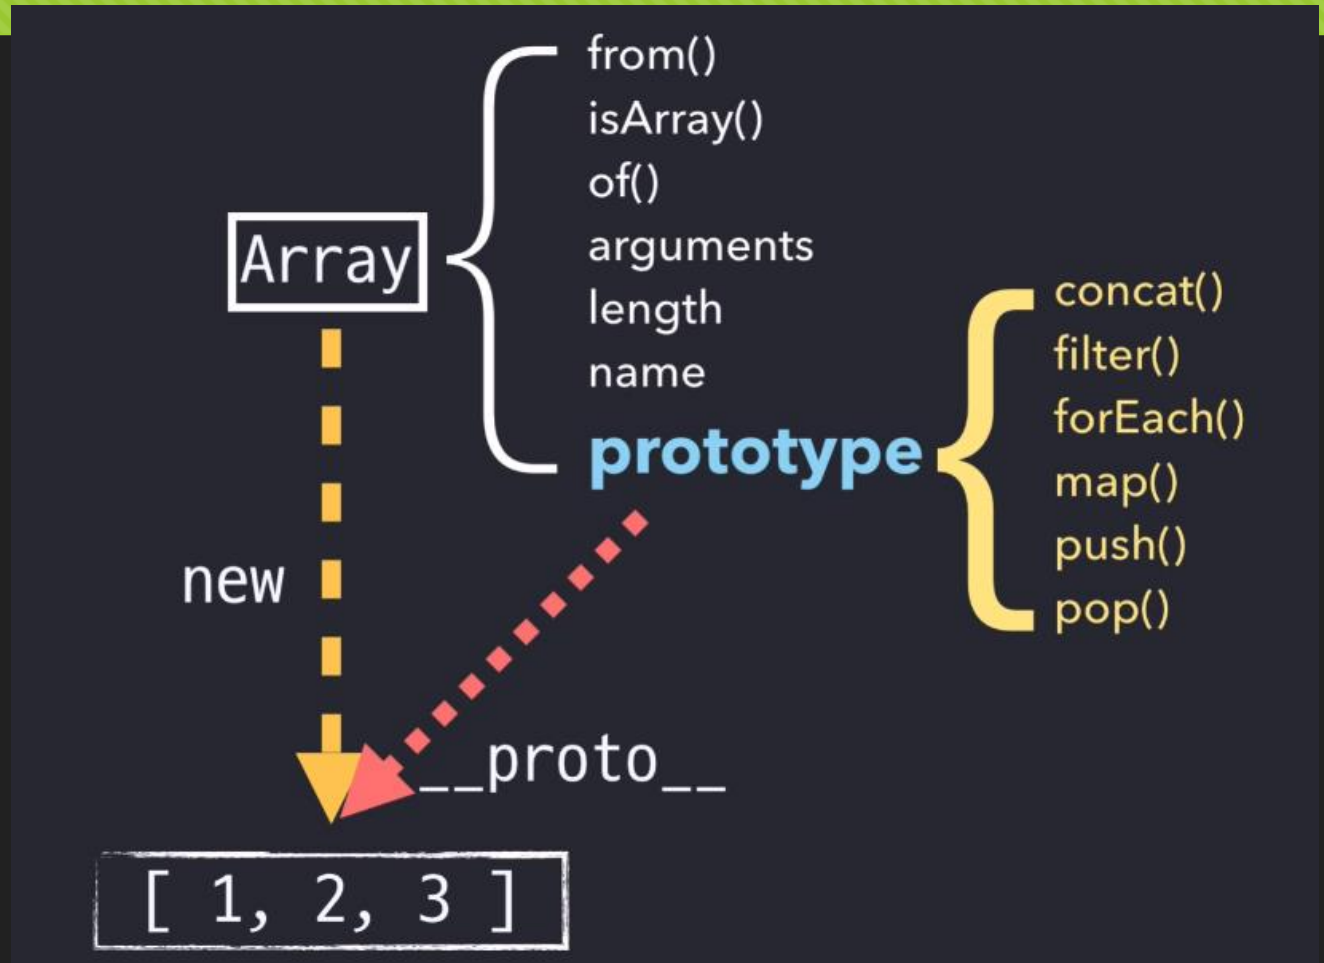 from()
isArray()
of()
Array
arguments
length
name
prototype
concat()
filter()
forEach()
map()
push()
pop()
new
__proto__
[ 1, 2, 3 ]